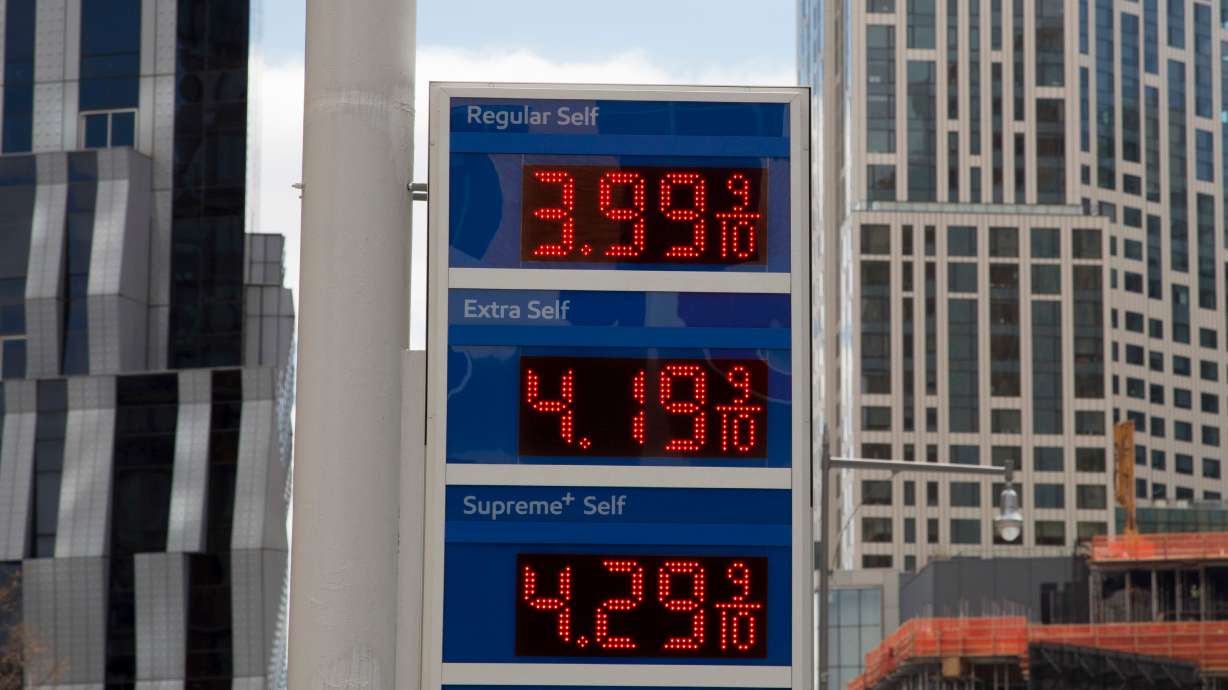 Regular Self
3.99 9/10
Extra Self
4.19 9/10
Supreme+ Self
4.29 9/10